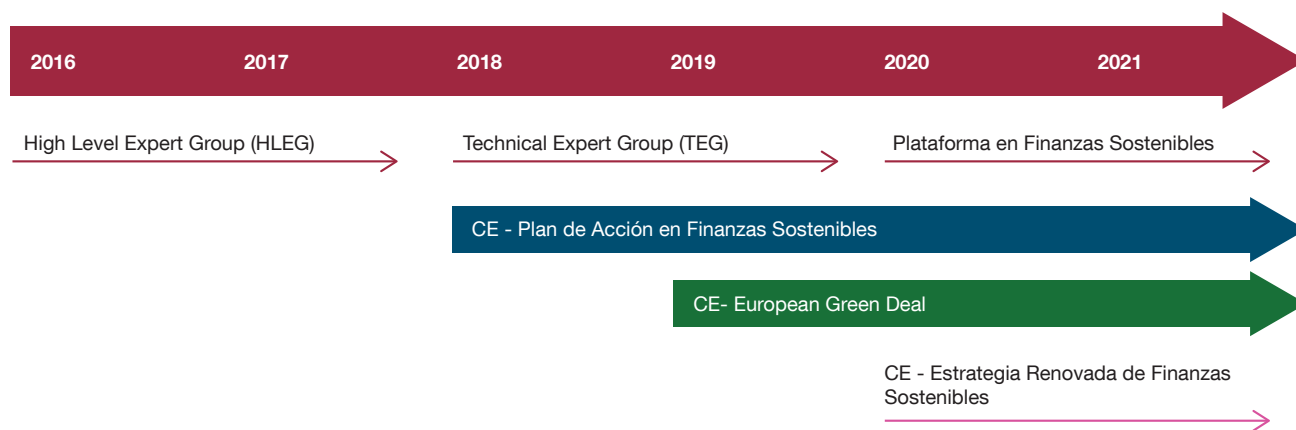 2016 2017 2018 2019 2020 2021
High Level Expert Group (HLEG) Technical Expert Group (TEG) Plataforma en Finanzas Sostenibles
CE - Plan de Acción en Finanzas Sostenibles
CE- European Green Deal
CE - Estrategia Renovada de Finanzas
Sostenibles